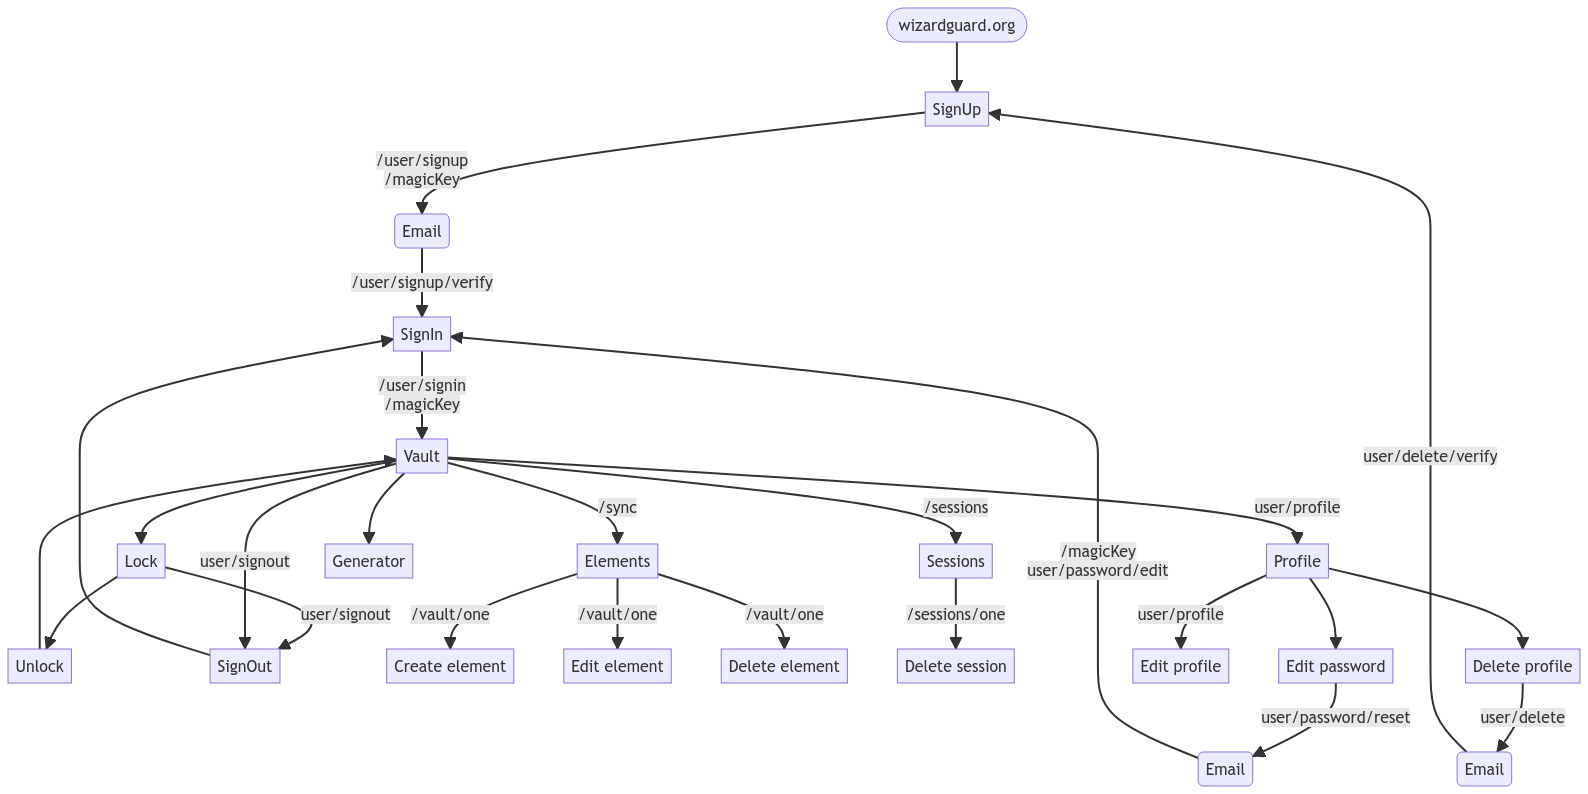 wizardguard.org
SignUp
/user/signup
/magicKey
Email
/user/signup/verify
SignIn
/user/signin
/magicKey
Vault
user/delete/verify
/sync
/sessions
user/profile
Lock
user/signout
Generator
Elements
Sessions
/magicKey
user/password/edit
Profile
user/signout
/vault/one
/vault/one
/vault/one
/sessions/one
user/profile
Unlock
SignOut
Create element
Edit element
Delete element
Delete session
Edit profile
Edit password
Delete profile
user/password/reset
user/delete
Email
Email